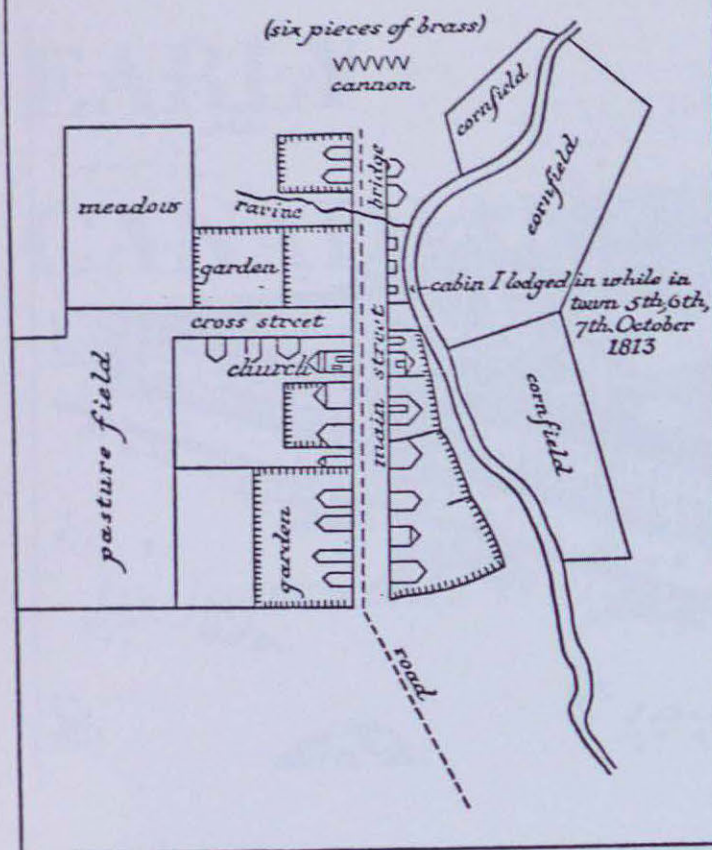 (six pieces of brass)
cannon
cornfield
bridge
meadow
ravine
cornfield
garden
cabin I lodged in while in
town 5th, 6th,
7th. October
1813
cross street
church
main street
pasture field
cornfield
garden
road